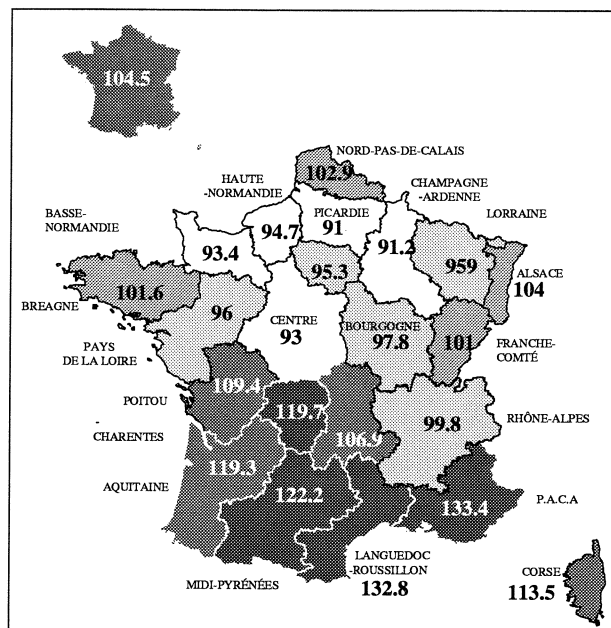 104.5
NORD-PAS-DE-CALAIS
102.9
HAUTE
-NORMANDIE
CHAMPAGNE
-ARDENNE
BASSE-
NORMANDIE
PICARDIE
91
LORRAINE
94.7
91.2
93.4
95.3
959
ALSACE
104
101.6
BREAGNE
96
CENTRE
93
BOURGOGNE
97.8
101
FRANCHE-
COMTÉ
PAYS
DE LA LOIRE
109.4
POITOU
119.7
106.9
99.8
RHÔNE-ALPES
CHARENTES
119.3
AQUITAINE
122.2
133.4
P.A.C.A
LANGUEDOC
-ROUSSILLON
132.8
MIDI-PYRÉNÉES
CORSE
113.5